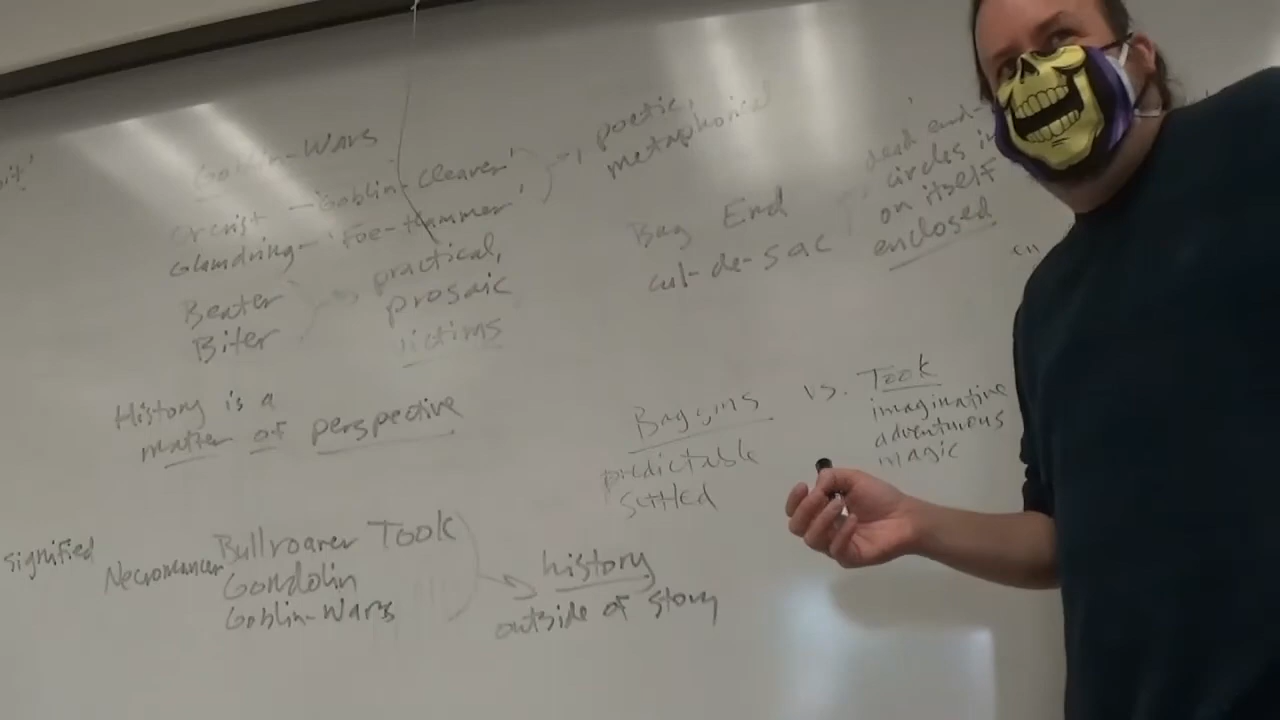 Goblin-Wars
Orcrist - 'Goblin-Cleaver'
Glamdring - 'Foe-Hammer'
poetic,
metaphorical
Beater
Biter
practical,
prosaic
victims
History is a
matter of perspective
Bag End
cul-de-sac
dead end -
circles in
on itself
enclosed
Baggins vs. Took
predictable
settled
imaginative
adventurous
magic
signified
Necromancer
Bullroarer Took
Gondolin
Goblin-Wars
history
outside of story